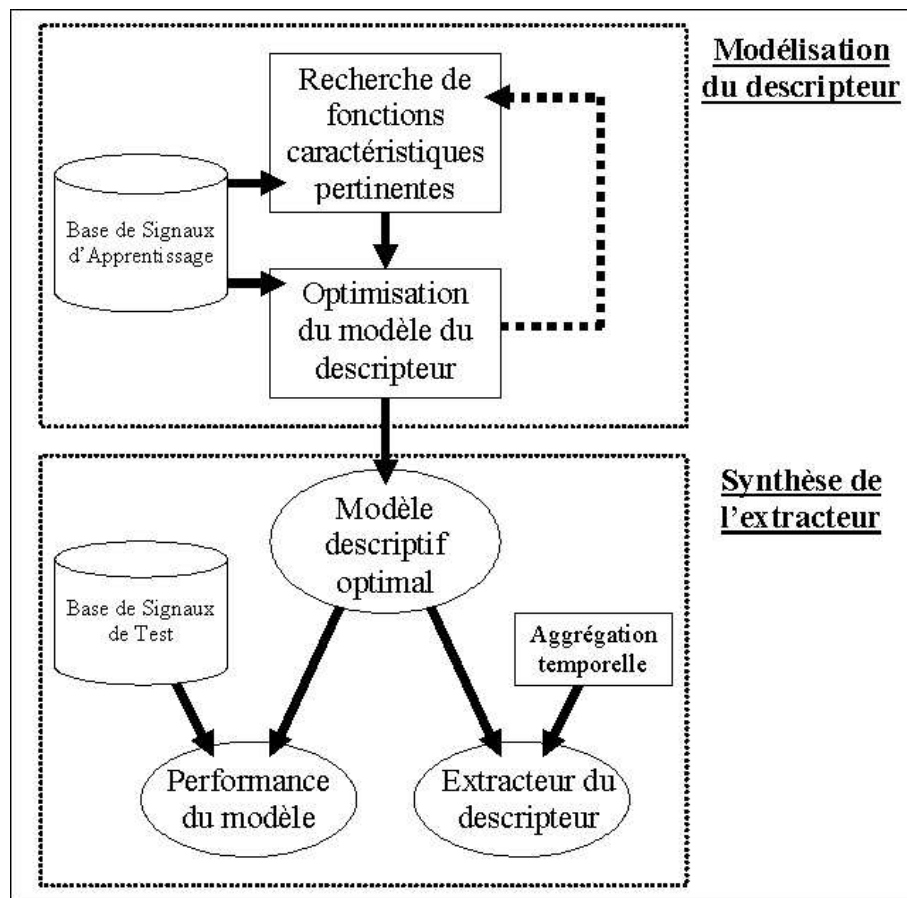 Modélisation
du descripteur
Recherche de
fonctions
caractéristiques
pertinentes
Base de Signaux
d'Apprentissage
Optimisation
du modèle du
descripteur
Synthèse de
l'extracteur
Modèle
descriptif
optimal
Base de Signaux
de Test
Aggrégation
temporelle
Performance
du modèle
Extracteur du
descripteur